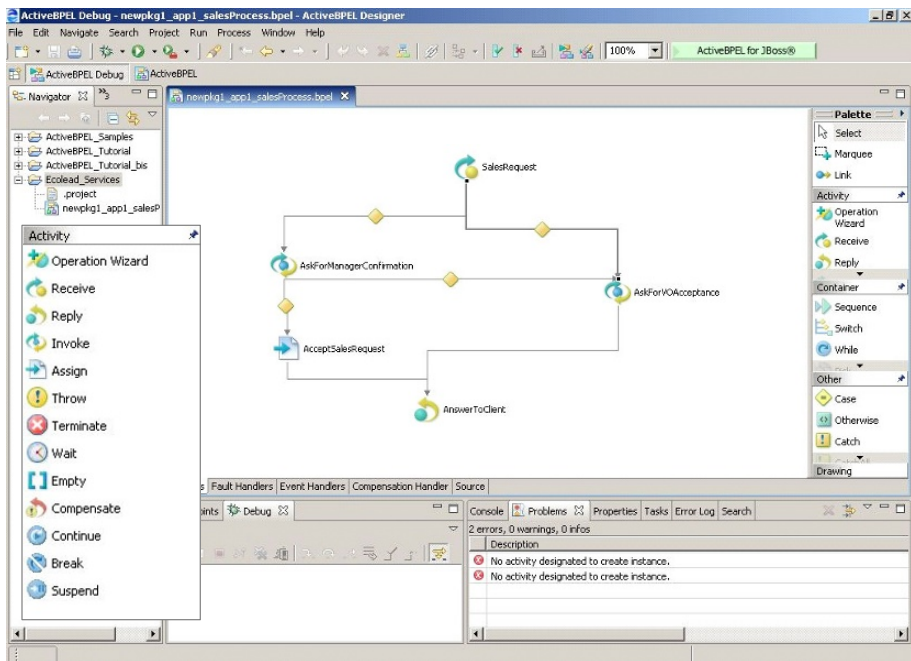 ActiveBPEL Debug - newpkg1_app1_salesProcess.bpel - ActiveBPEL Designer
File Edit Navigate Search Project Run Process Window Help
100%
ActiveBPEL for JBoss®
ActiveBPEL Debug
ActiveBPEL
Navigator
3
ActiveBPEL_Samples
ActiveBPEL_Tutorial
ActiveBPEL_Tutorial_bis
Ecolead_Services
.project
newpkg1_app1_salesP
Activity
Operation Wizard
Receive
Reply
Invoke
Assign
Throw
Terminate
Wait
Empty
Compensate
Continue
Break
Suspend
newpkg1_app1_salesProcess.bpel
SalesRequest
AskForManagerConfirmation
AskForVOAcceptance
AcceptSalesRequest
AnswerToClient
Palette
Select
Marquee
Link
Activity
Operation
Wizard
Receive
Reply
Container
Sequence
Switch
While
Other
Case
Otherwise
Catch
Drawing
Fault Handlers
Event Handlers
Compensation Handler
Source
Debug
Console
Problems
Properties
Tasks
Error Log
Search
2 errors, 0 warnings, 0 infos
Description
No activity designated to create instance.
No activity designated to create instance.